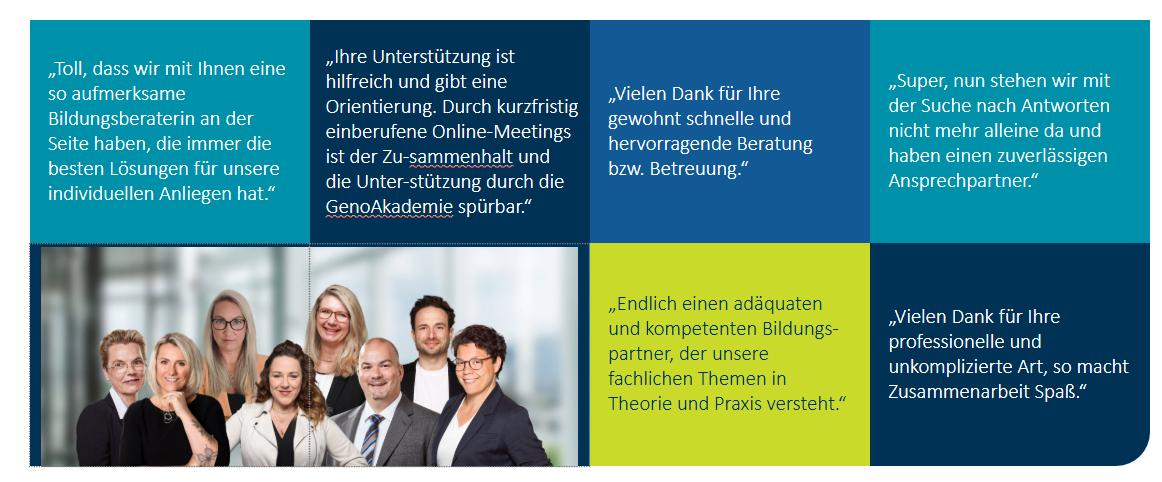 „Toll, dass wir mit Ihnen eine
so aufmerksame
Bildungsberaterin an der
Seite haben, die immer die
besten Lösungen für unsere
individuellen Anliegen hat.“
„Ihre Unterstützung ist
hilfreich und gibt eine
Orientierung. Durch kurzfristig
einberufene Online-Meetings
ist der Zu-sammenhalt und
die Unter-stützung durch die
GenoAkademie spürbar.“
„Vielen Dank für Ihre
gewohnt schnelle und
hervorragende Beratung
bzw. Betreuung.“
„Super, nun stehen wir mit
der Suche nach Antworten
nicht mehr alleine da und
haben einen zuverlässigen
Ansprechpartner.“
„Endlich einen adäquaten
und kompetenten Bildungs-
partner, der unsere
fachlichen Themen in
Theorie und Praxis versteht.“
„Vielen Dank für Ihre
professionelle und
unkomplizierte Art, so macht
Zusammenarbeit Spaß.“